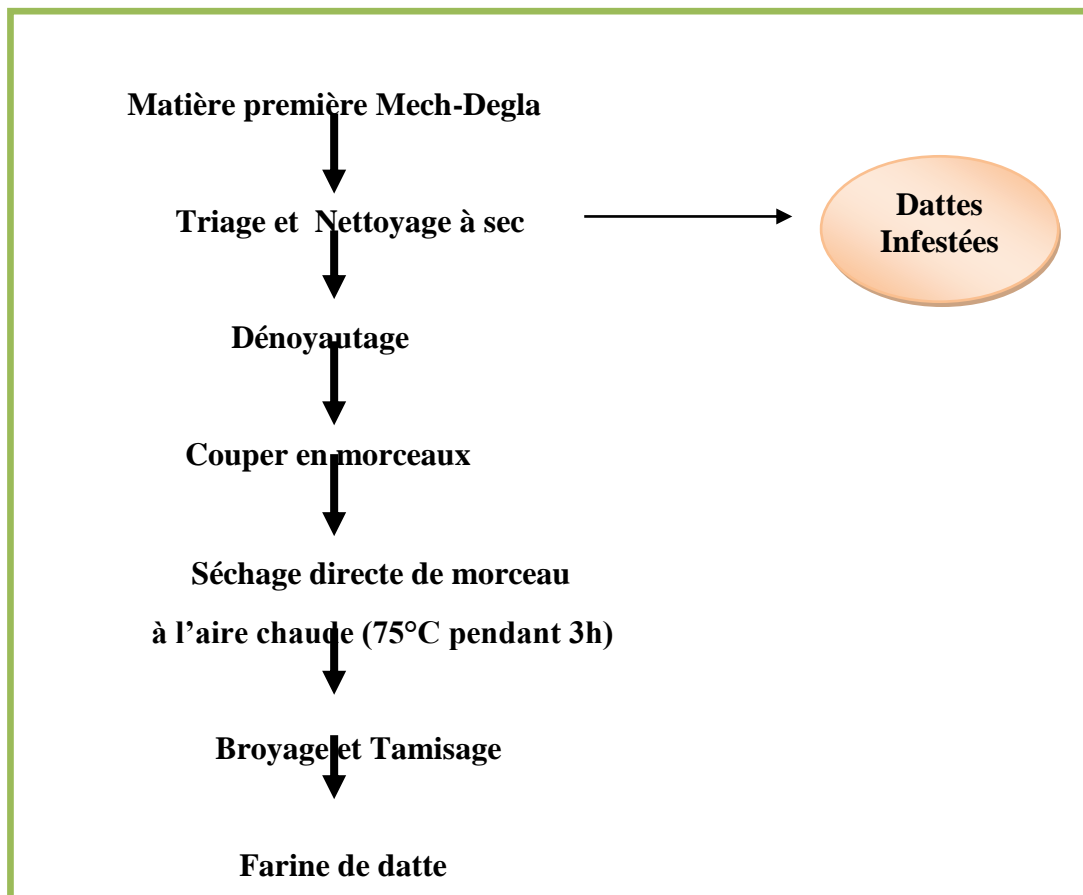 Matière première Mech-Degla
Triage et Nettoyage à sec
Dattes
Infestées
Dénoyautage
Couper en morceaux
Séchage directe de morceau
à l’aire chaude (75°C pendant 3h)
Broyage et Tamisage
Farine de datte